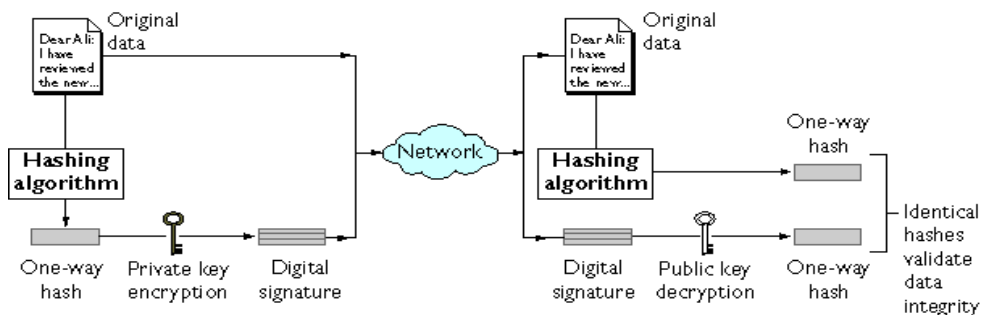 Original
data
Dear Ali:
I have
reviewed
the new...
Hashing
algorithm
One-way
hash
Private key
encryption
Digital
signature
Network
Original
data
Dear Ali:
I have
reviewed
the new...
Hashing
algorithm
One-way
hash
Digital
signature
Public key
decryption
One-way
hash
Identical
hashes
validate
data
integrity